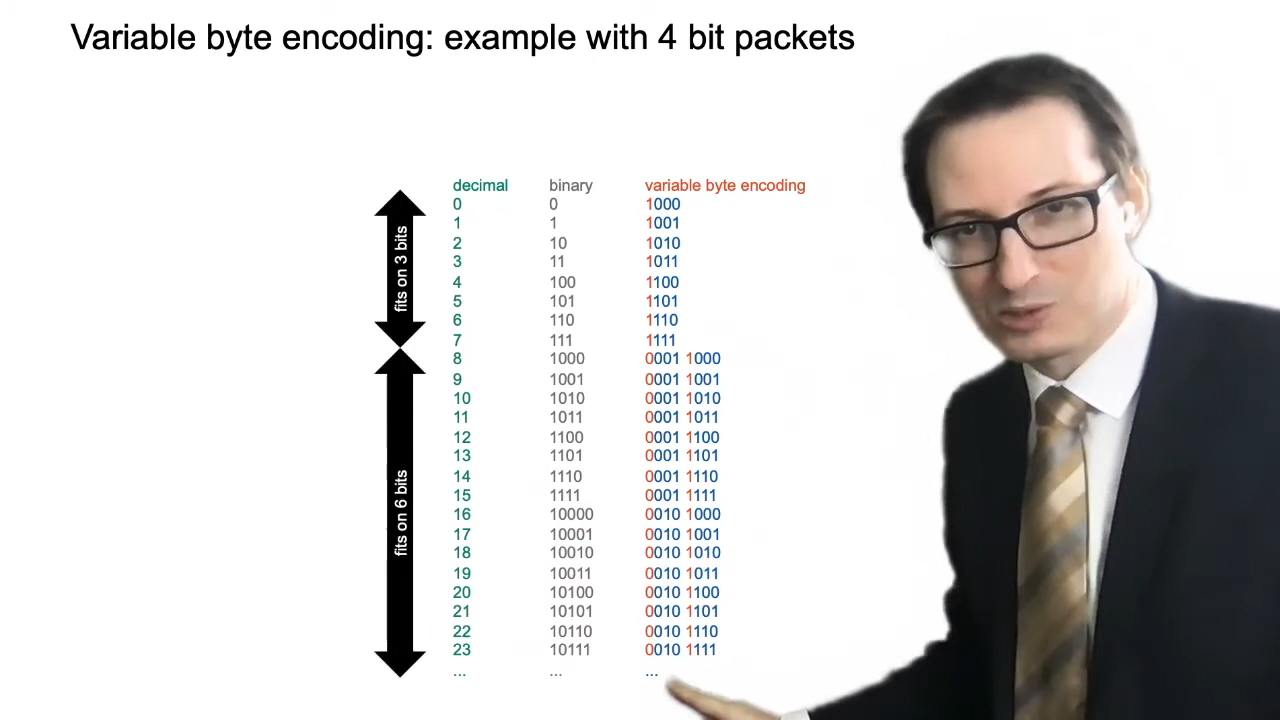 Variable byte encoding: example with 4 bit packets
decimal binary variable byte encoding
0 0 1000
1 1 1001
2 10 1010
3 11 1011
4 100 1100
5 101 1101
6 110 1110
7 111 1111
8 1000 0001 1000
9 1001 0001 1001
10 1010 0001 1010
11 1011 0001 1011
12 1100 0001 1100
13 1101 0001 1101
14 1110 0001 1110
15 1111 0001 1111
16 10000 0010 1000
17 10001 0010 1001
18 10010 0010 1010
19 10011 0010 1011
20 10100 0010 1100
21 10101 0010 1101
22 10110 0010 1110
23 10111 0010 1111
... ... ...
fits on 3 bits
fits on 6 bits